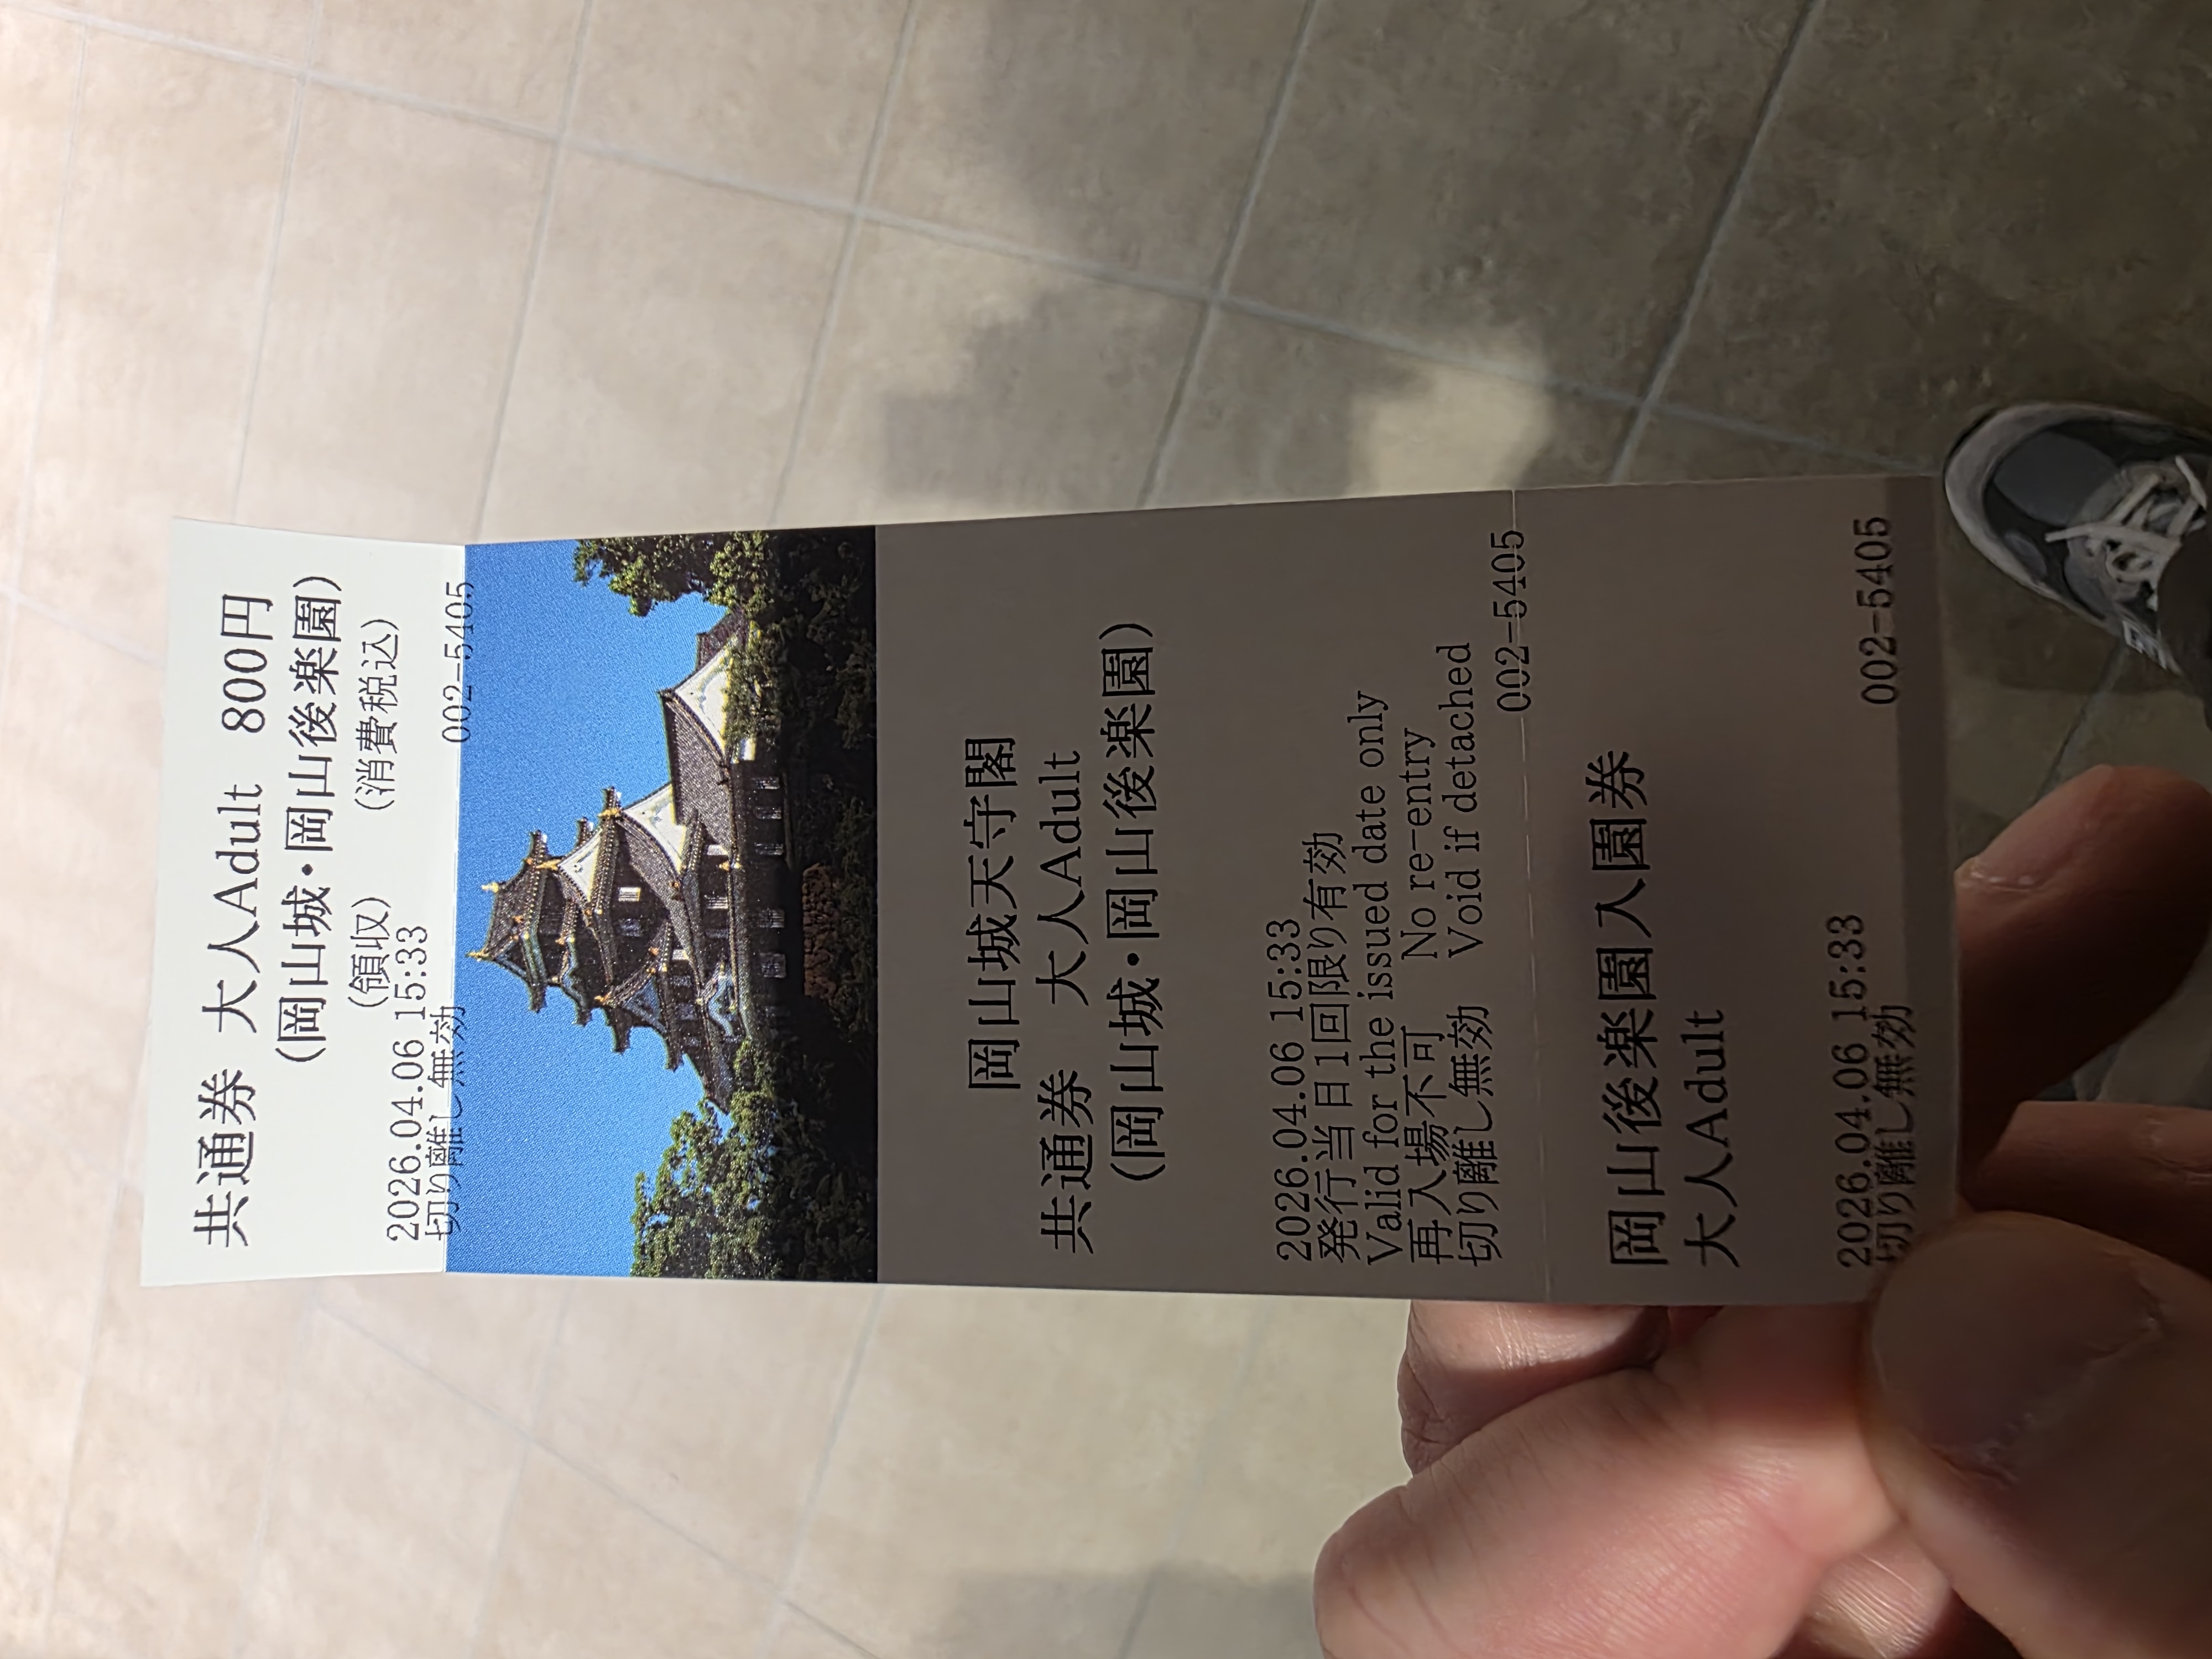 共通券 大人Adult 800円
(岡山城・岡山後楽園)
(領収) (消費税込)
2026.04.06 15:33
切り離し無効 002-5405
岡山城天守閣
共通券 大人Adult
(岡山城・岡山後楽園)
2026.04.06 15:33
発行当日1回限り有効
Valid for the issued date only
再入場不可 No re-entry
切り離し無効 Void if detached
002-5405
岡山後楽園入園券
大人Adult
2026.04.06 15:33
切り離し無効 002-5405